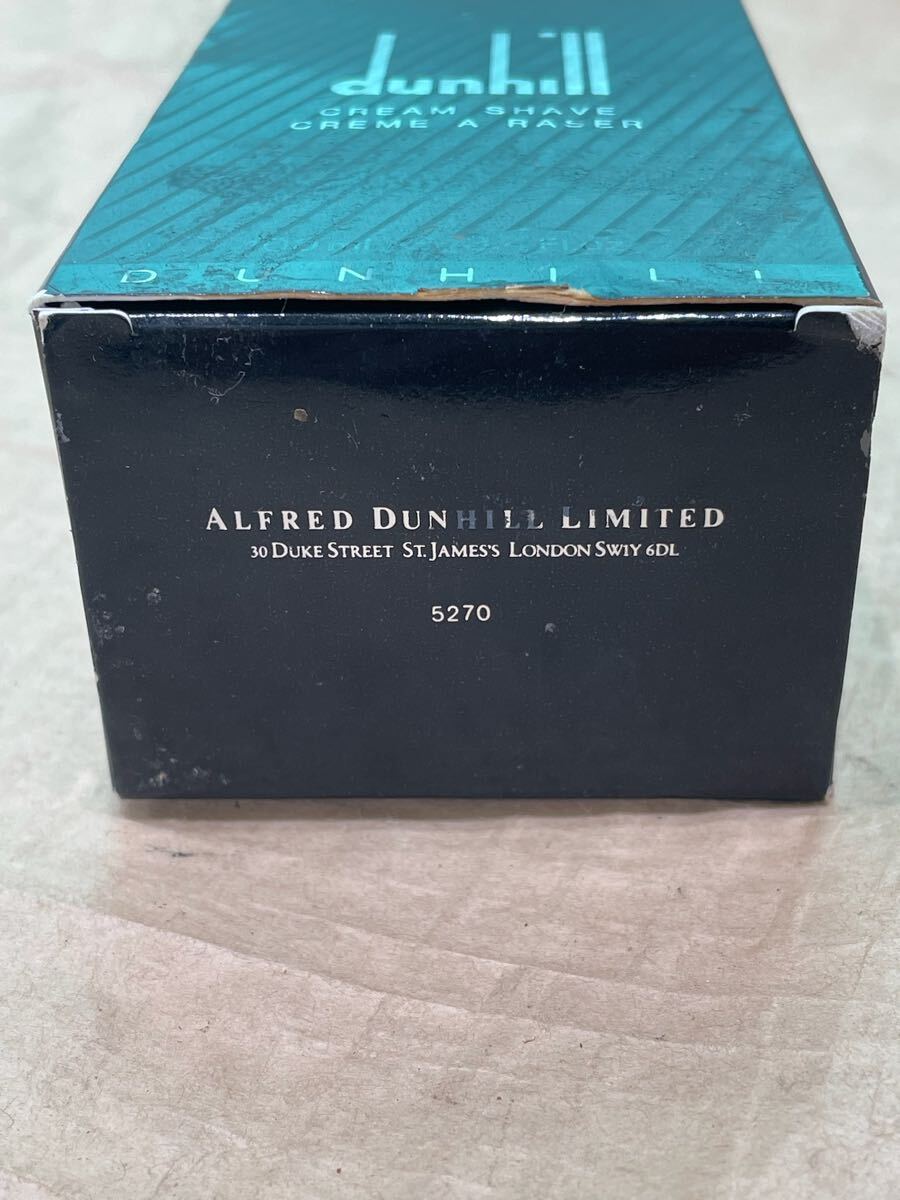 dunhill
CREAM SHAVE
CREME A RASER
DUNHILL
ALFRED DUNHILL LIMITED
30 DUKE STREET ST. JAMES'S LONDON SW1Y 6DL
5270